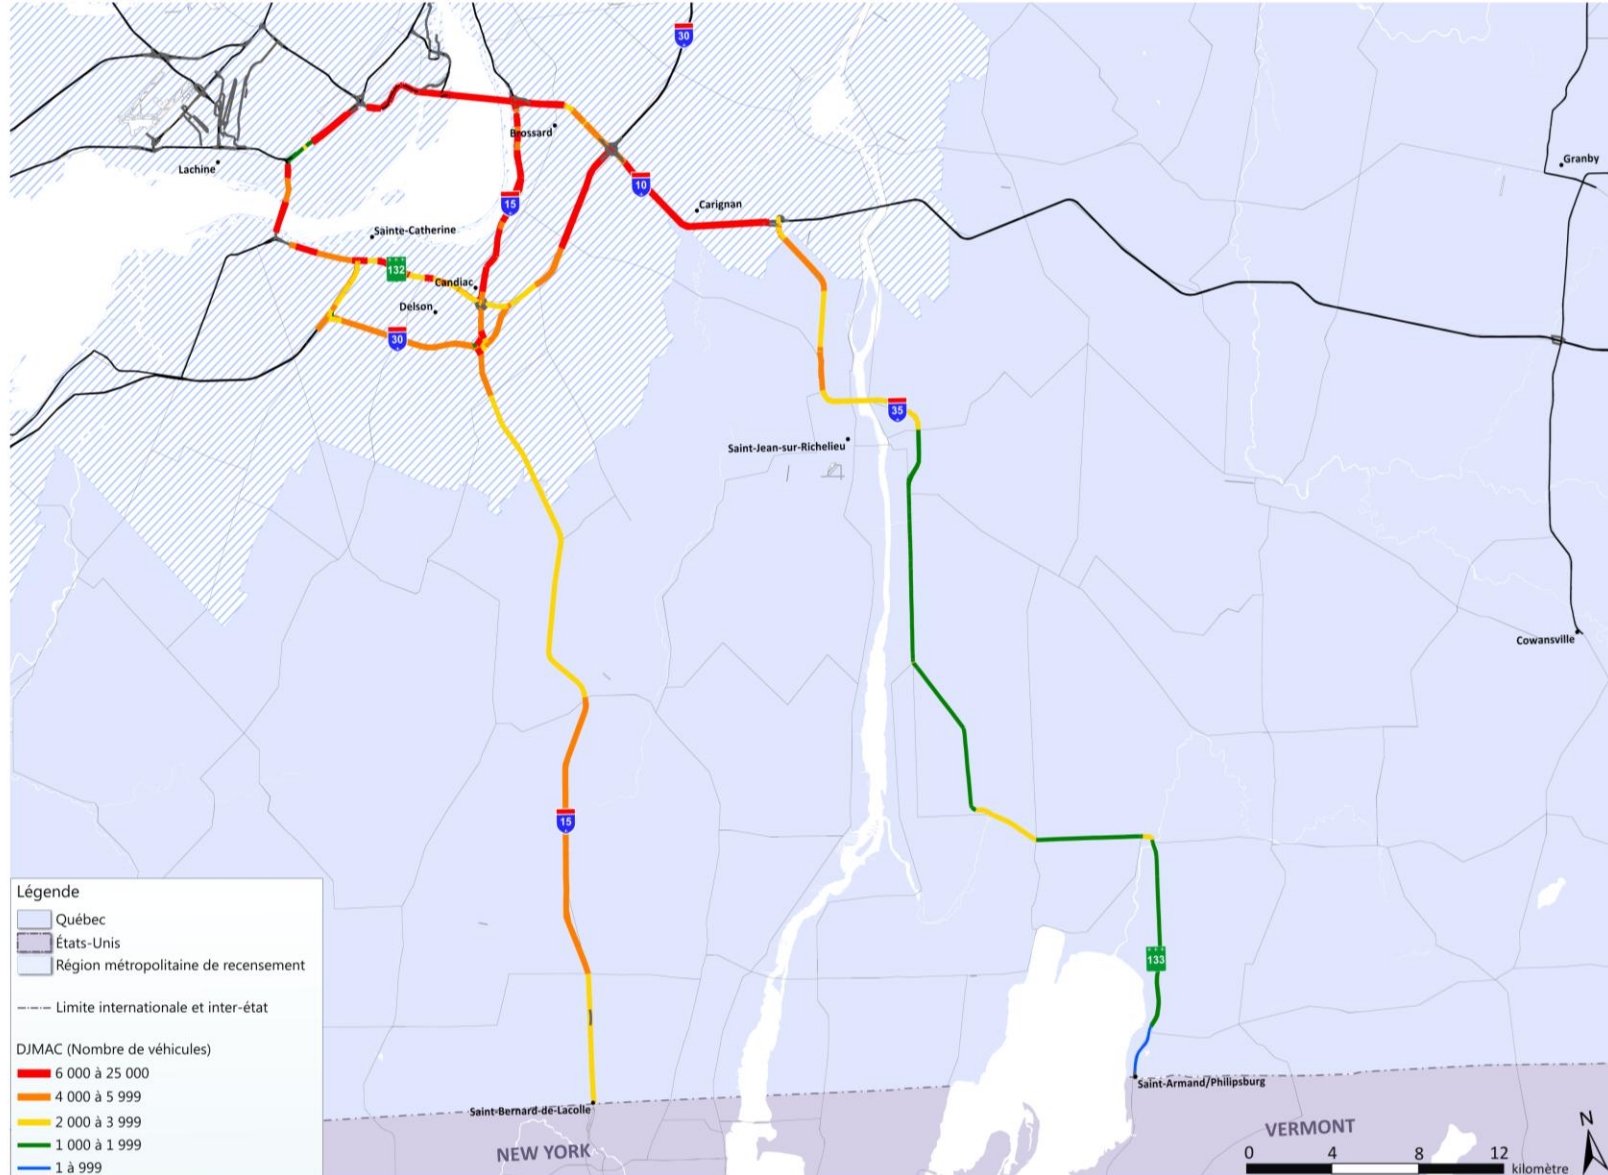 30
Brossard
Lachine
Granby
10
15
Carignan
Sainte-Catherine
132
Candiac
Delson
30
35
Saint-Jean-sur-Richelieu
Cowansville
15
Légende
Québec
États-Unis
Région métropolitaine de recensement
Limite internationale et inter-état
DJMAC (Nombre de véhicules)
6 000 à 25 000
4 000 à 5 999
2 000 à 3 999
1 000 à 1 999
1 à 999
133
Saint-Armand/Philipsburg
Saint-Bernard-de-Lacolle
NEW YORK
VERMONT
N
0 4 8 12
kilomètre